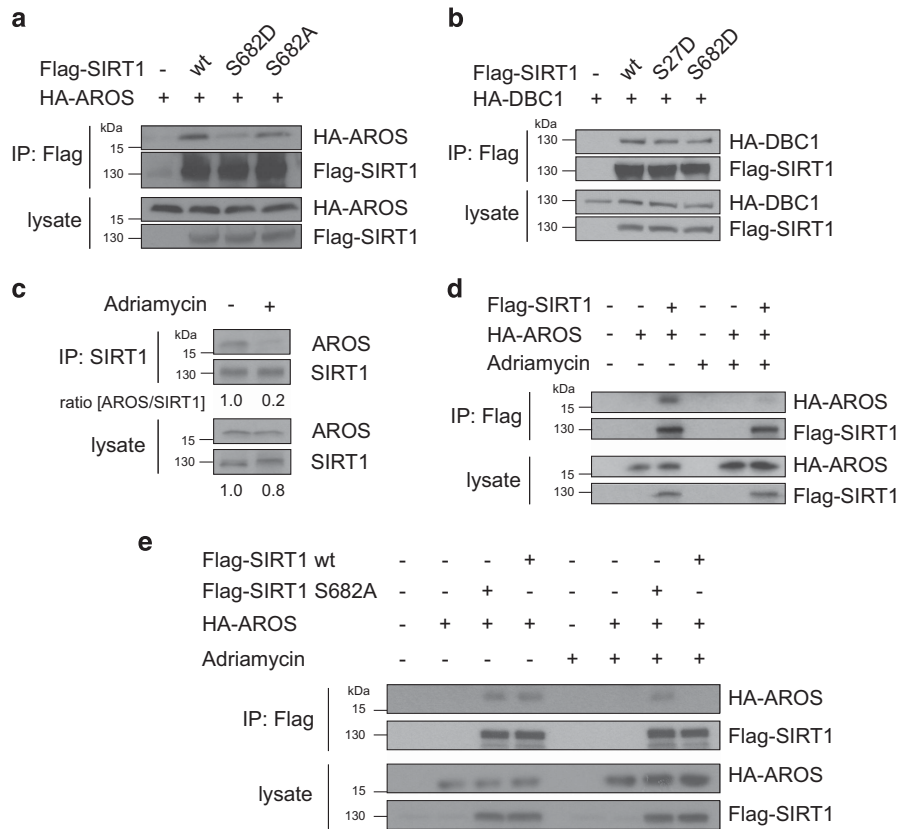 a
Flag-SIRT1 - wt S682D S682A
HA-AROS + + + +
kDa
IP: Flag
15 HA-AROS
130 Flag-SIRT1
lysate
15 HA-AROS
130 Flag-SIRT1
b
Flag-SIRT1 - wt S27D S682D
HA-DBC1 + + + +
kDa
IP: Flag
130 HA-DBC1
130 Flag-SIRT1
lysate
130 HA-DBC1
130 Flag-SIRT1
c
Adriamycin - +
kDa
IP: SIRT1
15 AROS
130 SIRT1
ratio [AROS/SIRT1] 1.0 0.2
lysate
15 AROS
130 SIRT1
1.0 0.8
d
Flag-SIRT1 - - + - - +
HA-AROS - + + - + +
Adriamycin - - - + + +
kDa
IP: Flag
15 HA-AROS
130 Flag-SIRT1
lysate
15 HA-AROS
130 Flag-SIRT1
e
Flag-SIRT1 wt - - - + - - - +
Flag-SIRT1 S682A - - + - - - + -
HA-AROS - + + + - + + +
Adriamycin - - - - + + + +
kDa
IP: Flag
15 HA-AROS
130 Flag-SIRT1
lysate
15 HA-AROS
130 Flag-SIRT1